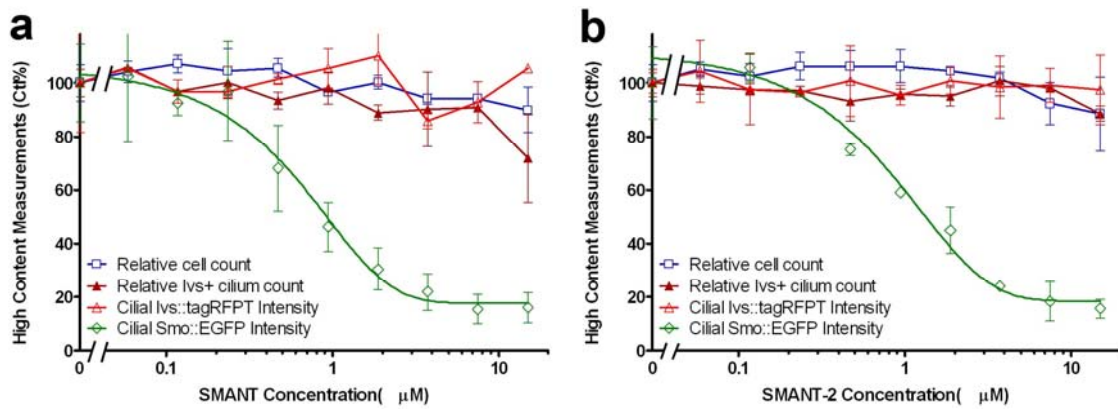 a
High Content Measurements (Ctl%)
100
80
60
40
20
0
Relative cell count
Relative Ivs+ cilium count
Cilial Ivs::tagRFPT Intensity
Cilial Smo::EGFP Intensity
0 0.1 1 10
SMANT Concentration( μM)
b
High Content Measurements (Ctl%)
100
80
60
40
20
0
Relative cell count
Relative Ivs+ cilium count
Cilial Ivs::tagRFPT Intensity
Cilial Smo::EGFP Intensity
0 0.1 1 10
SMANT-2 Concentration( μM)